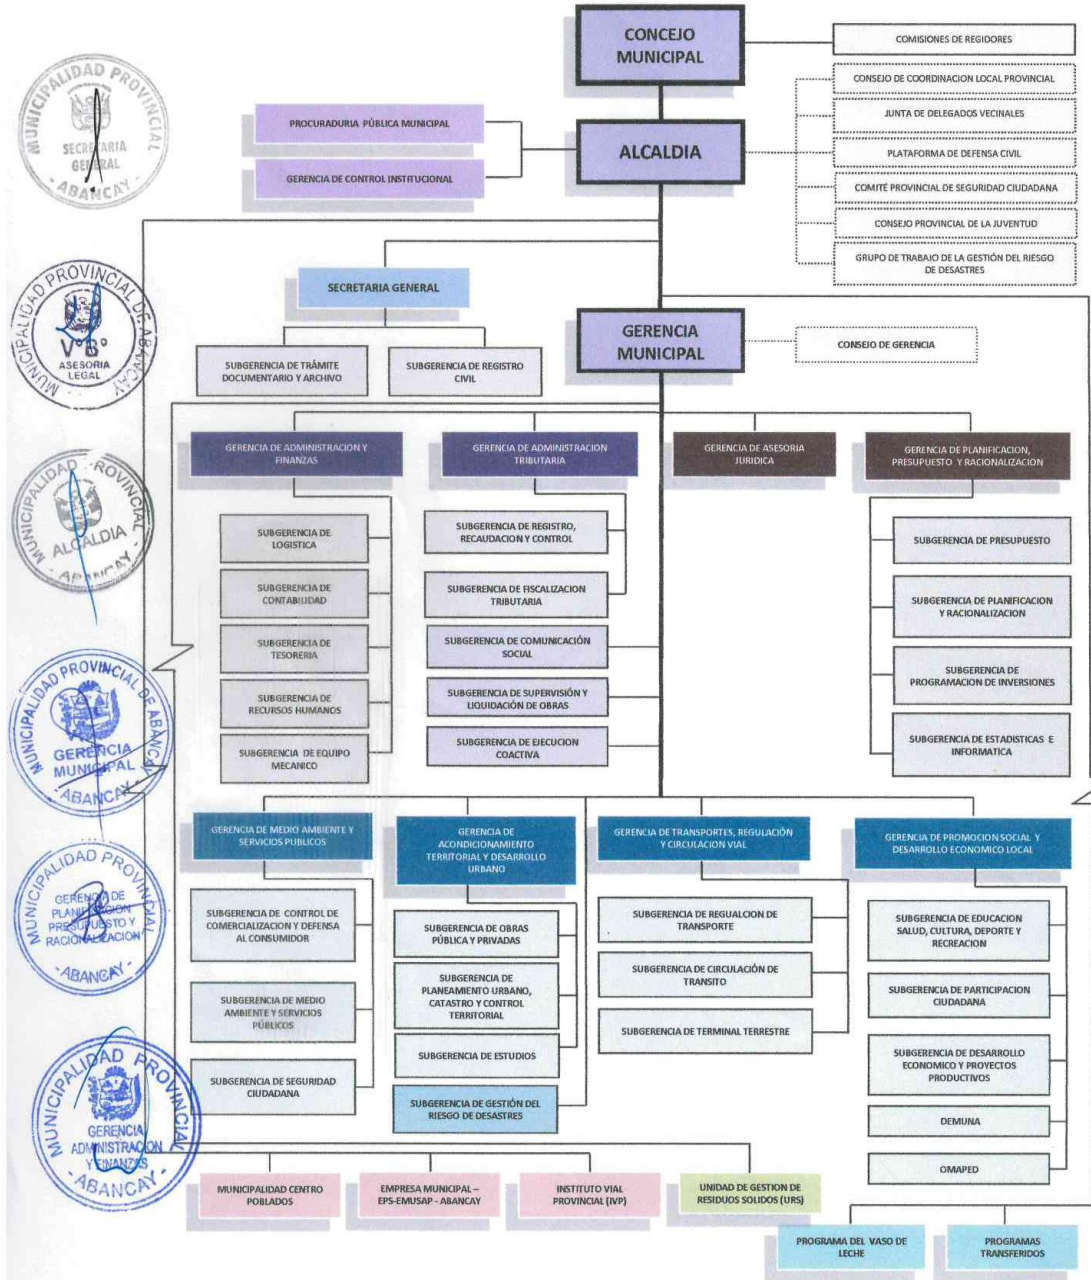 CONCEJO
MUNICIPAL
COMISIONES DE REGIDORES
CONSEJO DE COORDINACION LOCAL PROVINCIAL
JUNTA DE DELEGADOS VECINALES
PLATAFORMA DE DEFENSA CIVIL
COMITÉ PROVINCIAL DE SEGURIDAD CIUDADANA
CONSEJO PROVINCIAL DE LA JUVENTUD
GRUPO DE TRABAJO DE LA GESTIÓN DEL RIESGO
DE DESASTRES
PROCURADURIA PÚBLICA MUNICIPAL
GERENCIA DE CONTROL INSTITUCIONAL
ALCALDIA
SECRETARIA GENERAL
SUBGERENCIA DE TRÁMITE
DOCUMENTARIO Y ARCHIVO
SUBGERENCIA DE REGISTRO
CIVIL
GERENCIA
MUNICIPAL
CONSEJO DE GERENCIA
GERENCIA DE ADMINISTRACION Y
FINANZAS
GERENCIA DE ADMINISTRACION
TRIBUTARIA
GERENCIA DE ASESORIA
JURIDICA
GERENCIA DE PLANIFICACION,
PRESUPUESTO Y RACIONALIZACION
SUBGERENCIA DE
LOGISTICA
SUBGERENCIA DE
CONTABILIDAD
SUBGERENCIA DE
TESORERIA
SUBGERENCIA DE
RECURSOS HUMANOS
SUBGERENCIA DE EQUIPO
MECANICO
SUBGERENCIA DE REGISTRO,
RECAUDACION Y CONTROL
SUBGERENCIA DE FISCALIZACION
TRIBUTARIA
SUBGERENCIA DE COMUNICACIÓN
SOCIAL
SUBGERENCIA DE SUPERVISIÓN Y
LIQUIDACIÓN DE OBRAS
SUBGERENCIA DE EJECUCION
COACTIVA
SUBGERENCIA DE PRESUPUESTO
SUBGERENCIA DE PLANIFICACION
Y RACIONALIZACION
SUBGERENCIA DE
PROGRAMACION DE INVERSIONES
SUBGERENCIA DE ESTADISTICAS E
INFORMATICA
GERENCIA DE MEDIO AMBIENTE Y
SERVICIOS PUBLICOS
GERENCIA DE
ACONDICIONAMIENTO
TERRITORIAL Y DESARROLLO
URBANO
GERENCIA DE TRANSPORTES, REGULACIÓN
Y CIRCULACION VIAL
GERENCIA DE PROMOCION SOCIAL Y
DESARROLLO ECONOMICO LOCAL
SUBGERENCIA DE CONTROL DE
COMERCIALIZACION Y DEFENSA
AL CONSUMIDOR
SUBGERENCIA DE MEDIO
AMBIENTE Y SERVICIOS
PÚBLICOS
SUBGERENCIA DE SEGURIDAD
CIUDADANA
SUBGERENCIA DE OBRAS
PÚBLICA Y PRIVADAS
SUBGERENCIA DE
PLANEAMIENTO URBANO,
CATASTRO Y CONTROL
TERRITORIAL
SUBGERENCIA DE ESTUDIOS
SUBGERENCIA DE GESTIÓN DEL
RIESGO DE DESASTRES
SUBGERENCIA DE REGUALCION DE
TRANSPORTE
SUBGERENCIA DE CIRCULACIÓN DE
TRANSITO
SUBGERENCIA DE TERMINAL TERRESTRE
SUBGERENCIA DE EDUCACION
SALUD, CULTURA, DEPORTE Y
RECREACION
SUBGERENCIA DE PARTICIPACION
CIUDADANA
SUBGERENCIA DE DESARROLLO
ECONOMICO Y PROYECTOS
PRODUCTIVOS
DEMUNA
OMAPED
MUNICIPALIDAD CENTRO
POBLADOS
EMPRESA MUNICIPAL –
EPS-EMUSAP - ABANCAY
INSTITUTO VIAL
PROVINCIAL (IVP)
UNIDAD DE GESTION DE
RESIDUOS SOLIDOS (URS)
PROGRAMA DEL VASO DE
LECHE
PROGRAMAS
TRANSFERIDOS
MUNICIPALIDAD PROVINCIAL
SECRETARIA
GENERAL
- ABANCAY -
MUNICIPALIDAD PROVINCIAL DE ABANCAY
V°B°
ASESORIA
LEGAL
MUNICIPALIDAD PROVINCIAL
ALCALDIA
- ABANCAY -
MUNICIPALIDAD PROVINCIAL DE ABANCAY
GERENCIA
MUNICIPAL
- ABANCAY -
MUNICIPALIDAD PROVINCIAL
GERENCIA DE
PLANIFICACION
PRESUPUESTO Y
RACIONALIZACION
- ABANCAY -
MUNICIPALIDAD PROVINCIAL
GERENCIA
ADMINISTRACION
Y FINANZAS
- ABANCAY -